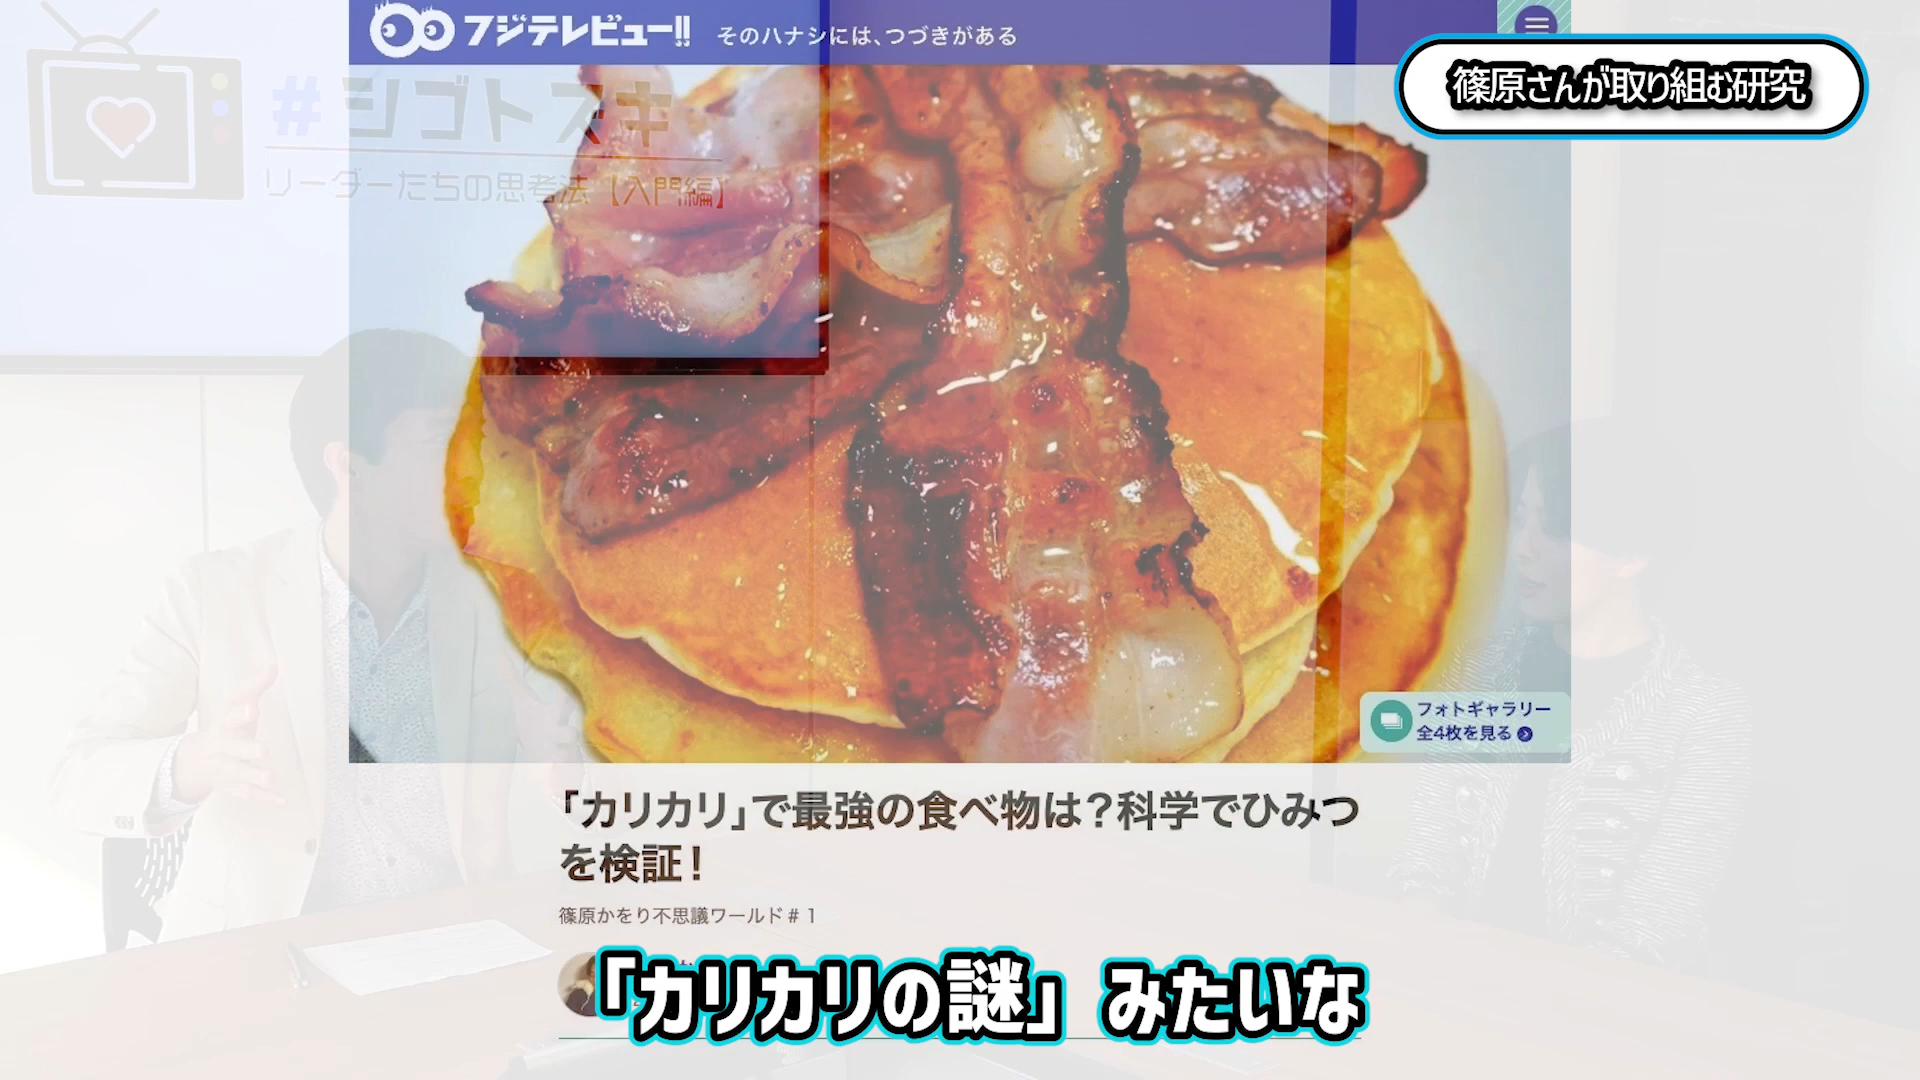 フジテレビュー!!
そのハナシには、つづきがある
篠原さんが取り組む研究
#シゴトズキ
リーダーたちの思考法【入門編】
フォトギャラリー
全4枚を見る
「カリカリ」で最強の食べ物は？科学でひみつ
を検証！
篠原かをり不思議ワールド＃1
「カリカリの謎」 みたいな